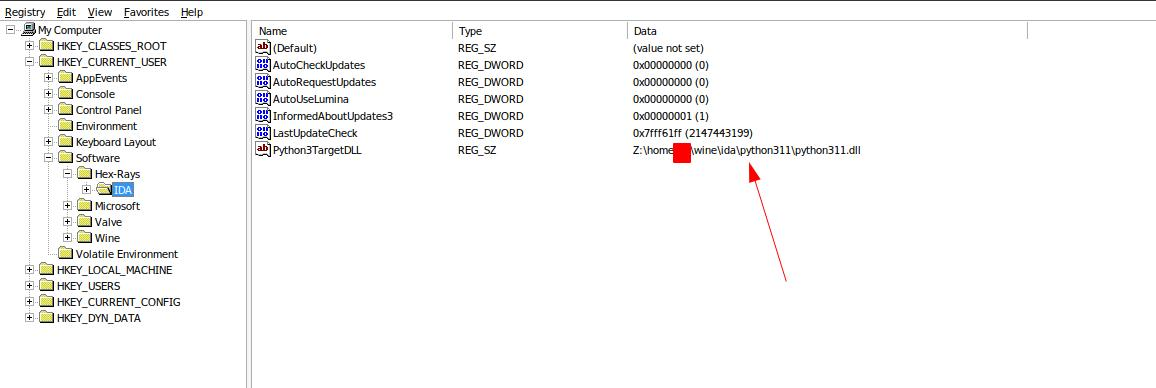 Registry Edit View Favorites Help
My Computer
HKEY_CLASSES_ROOT
HKEY_CURRENT_USER
AppEvents
Console
Control Panel
Environment
Keyboard Layout
Software
Hex-Rays
IDA
Microsoft
Valve
Wine
Volatile Environment
HKEY_LOCAL_MACHINE
HKEY_USERS
HKEY_CURRENT_CONFIG
HKEY_DYN_DATA
Name Type Data
(Default) REG_SZ (value not set)
AutoCheckUpdates REG_DWORD 0x00000000 (0)
AutoRequestUpdates REG_DWORD 0x00000000 (0)
AutoUseLumina REG_DWORD 0x00000000 (0)
InformedAboutUpdates3 REG_DWORD 0x00000001 (1)
LastUpdateCheck REG_DWORD 0x7fff61ff (2147443199)
Python3TargetDLL REG_SZ Z:\home \wine\ida\python311\python311.dll